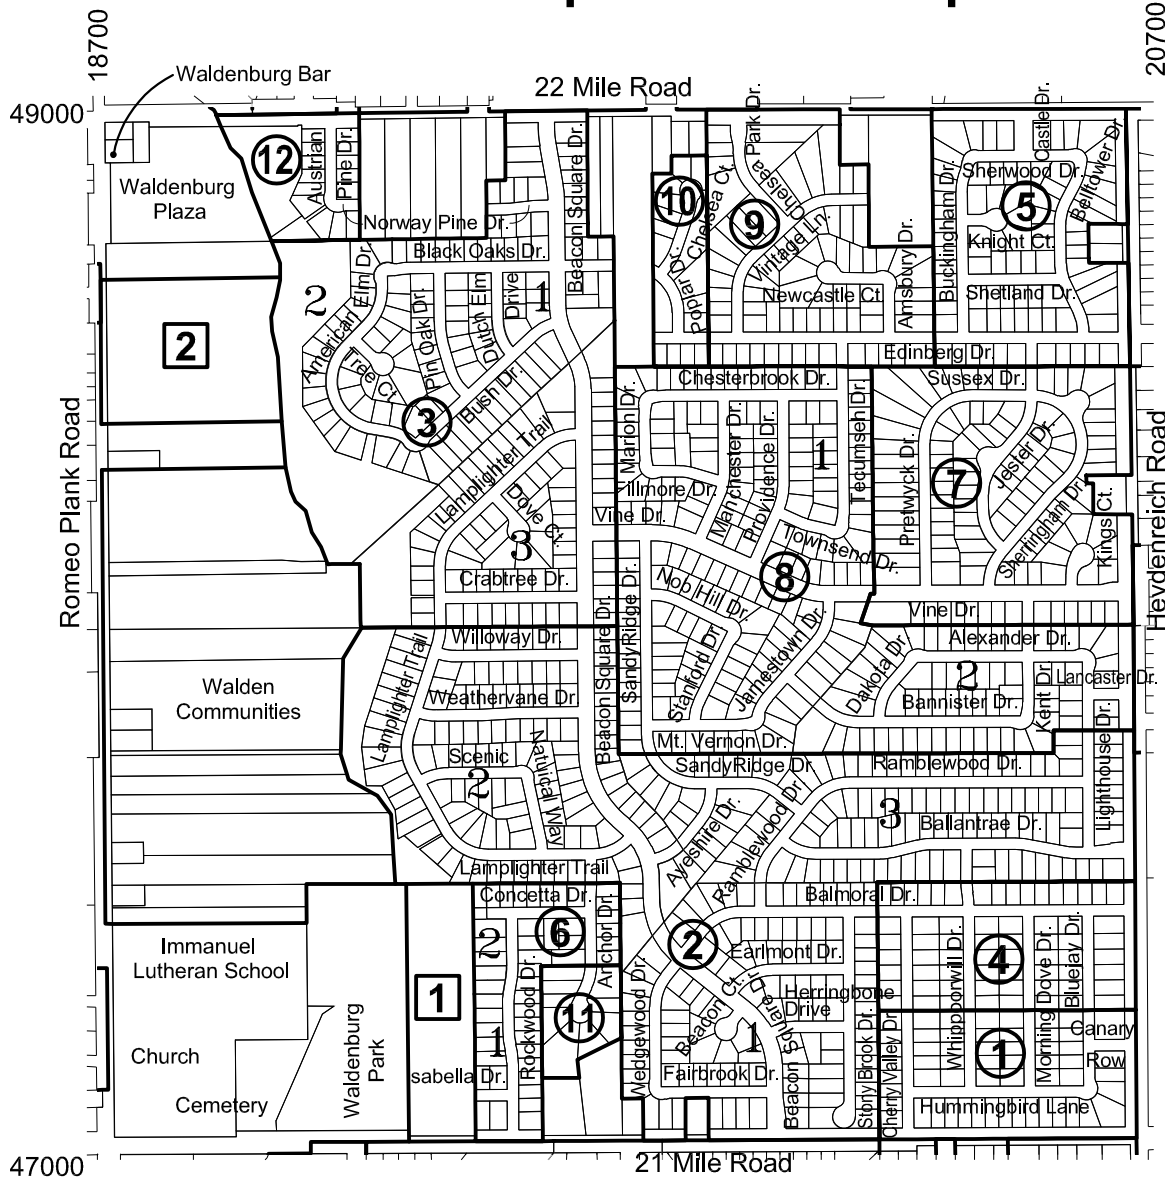 18700
20700
Waldenburg Bar
22 Mile Road
49000
Waldenburg
Plaza
12
Austrian
Pine Dr.
Norway Pine Dr.
Black Oaks Dr.
Beacon Square Dr.
10
Chelsea Ct.
Poplar Dr.
Chelsea Park Dr.
9
Vintage Ln.
Newcastle Ct.
Amsbury Dr.
Buckingham Dr.
Castle Dr.
Sherwood Dr.
Belltower Dr.
5
Knight Ct.
Shetland Dr.
Edinberg Dr.
2
American Elm Dr.
2
Tree Ct.
Pin Oak Dr.
Dutch Elm
Drive
1
3
Bush Dr.
Lamplighter Trail
Dove Ct.
3
Crabtree Dr.
Romeo Plank Road
Heydenreich Road
Chesterbrook Dr.
Marion Dr.
Fillmore Dr.
Vine Dr.
Manchester Dr.
Providence Dr.
1
Tecumseh Dr.
Townsend Dr.
8
Sussex Dr.
Pretwyck Dr.
7
Jester Dr.
Sherringham Dr.
Kings Ct.
Vine Dr.
Nob Hill Dr.
SandyRidge Dr.
Stanford Dr.
Jamestown Dr.
Dakota Dr.
Alexander Dr.
2
Bannister Dr.
Kent Dr.
Lancaster Dr.
Mt. Vernon Dr.
Willoway Dr.
Lamplighter Trail
Weathervane Dr.
Beacon Square Dr.
Scenic
2
Natuical Way
Lamplighter Trail
Walden
Communities
SandyRidge Dr
Ramblewood Dr.
Lighthouse Dr.
Ayeshire Dr.
Ramblewood Dr
3
Ballantrae Dr.
Balmoral Dr.
Concetta Dr.
6
Anchor Dr.
2
Rockwood Dr.
1
sabella Dr.
11
1
Immanuel
Lutheran School
Church
Cemetery
Waldenburg
Park
2
Earlmont Dr.
Herringbone
Drive
Wedgewood Dr.
Beacon Ct.
1
Fairbrook Dr.
Beacon Square Dr
Stony Brook Dr.
Cherry Valley Dr.
Whippoorwill Dr.
4
Morning Dove Dr.
Bluejay Dr.
1
Canary
Row
Hummingbird Lane
47000
21 Mile Road